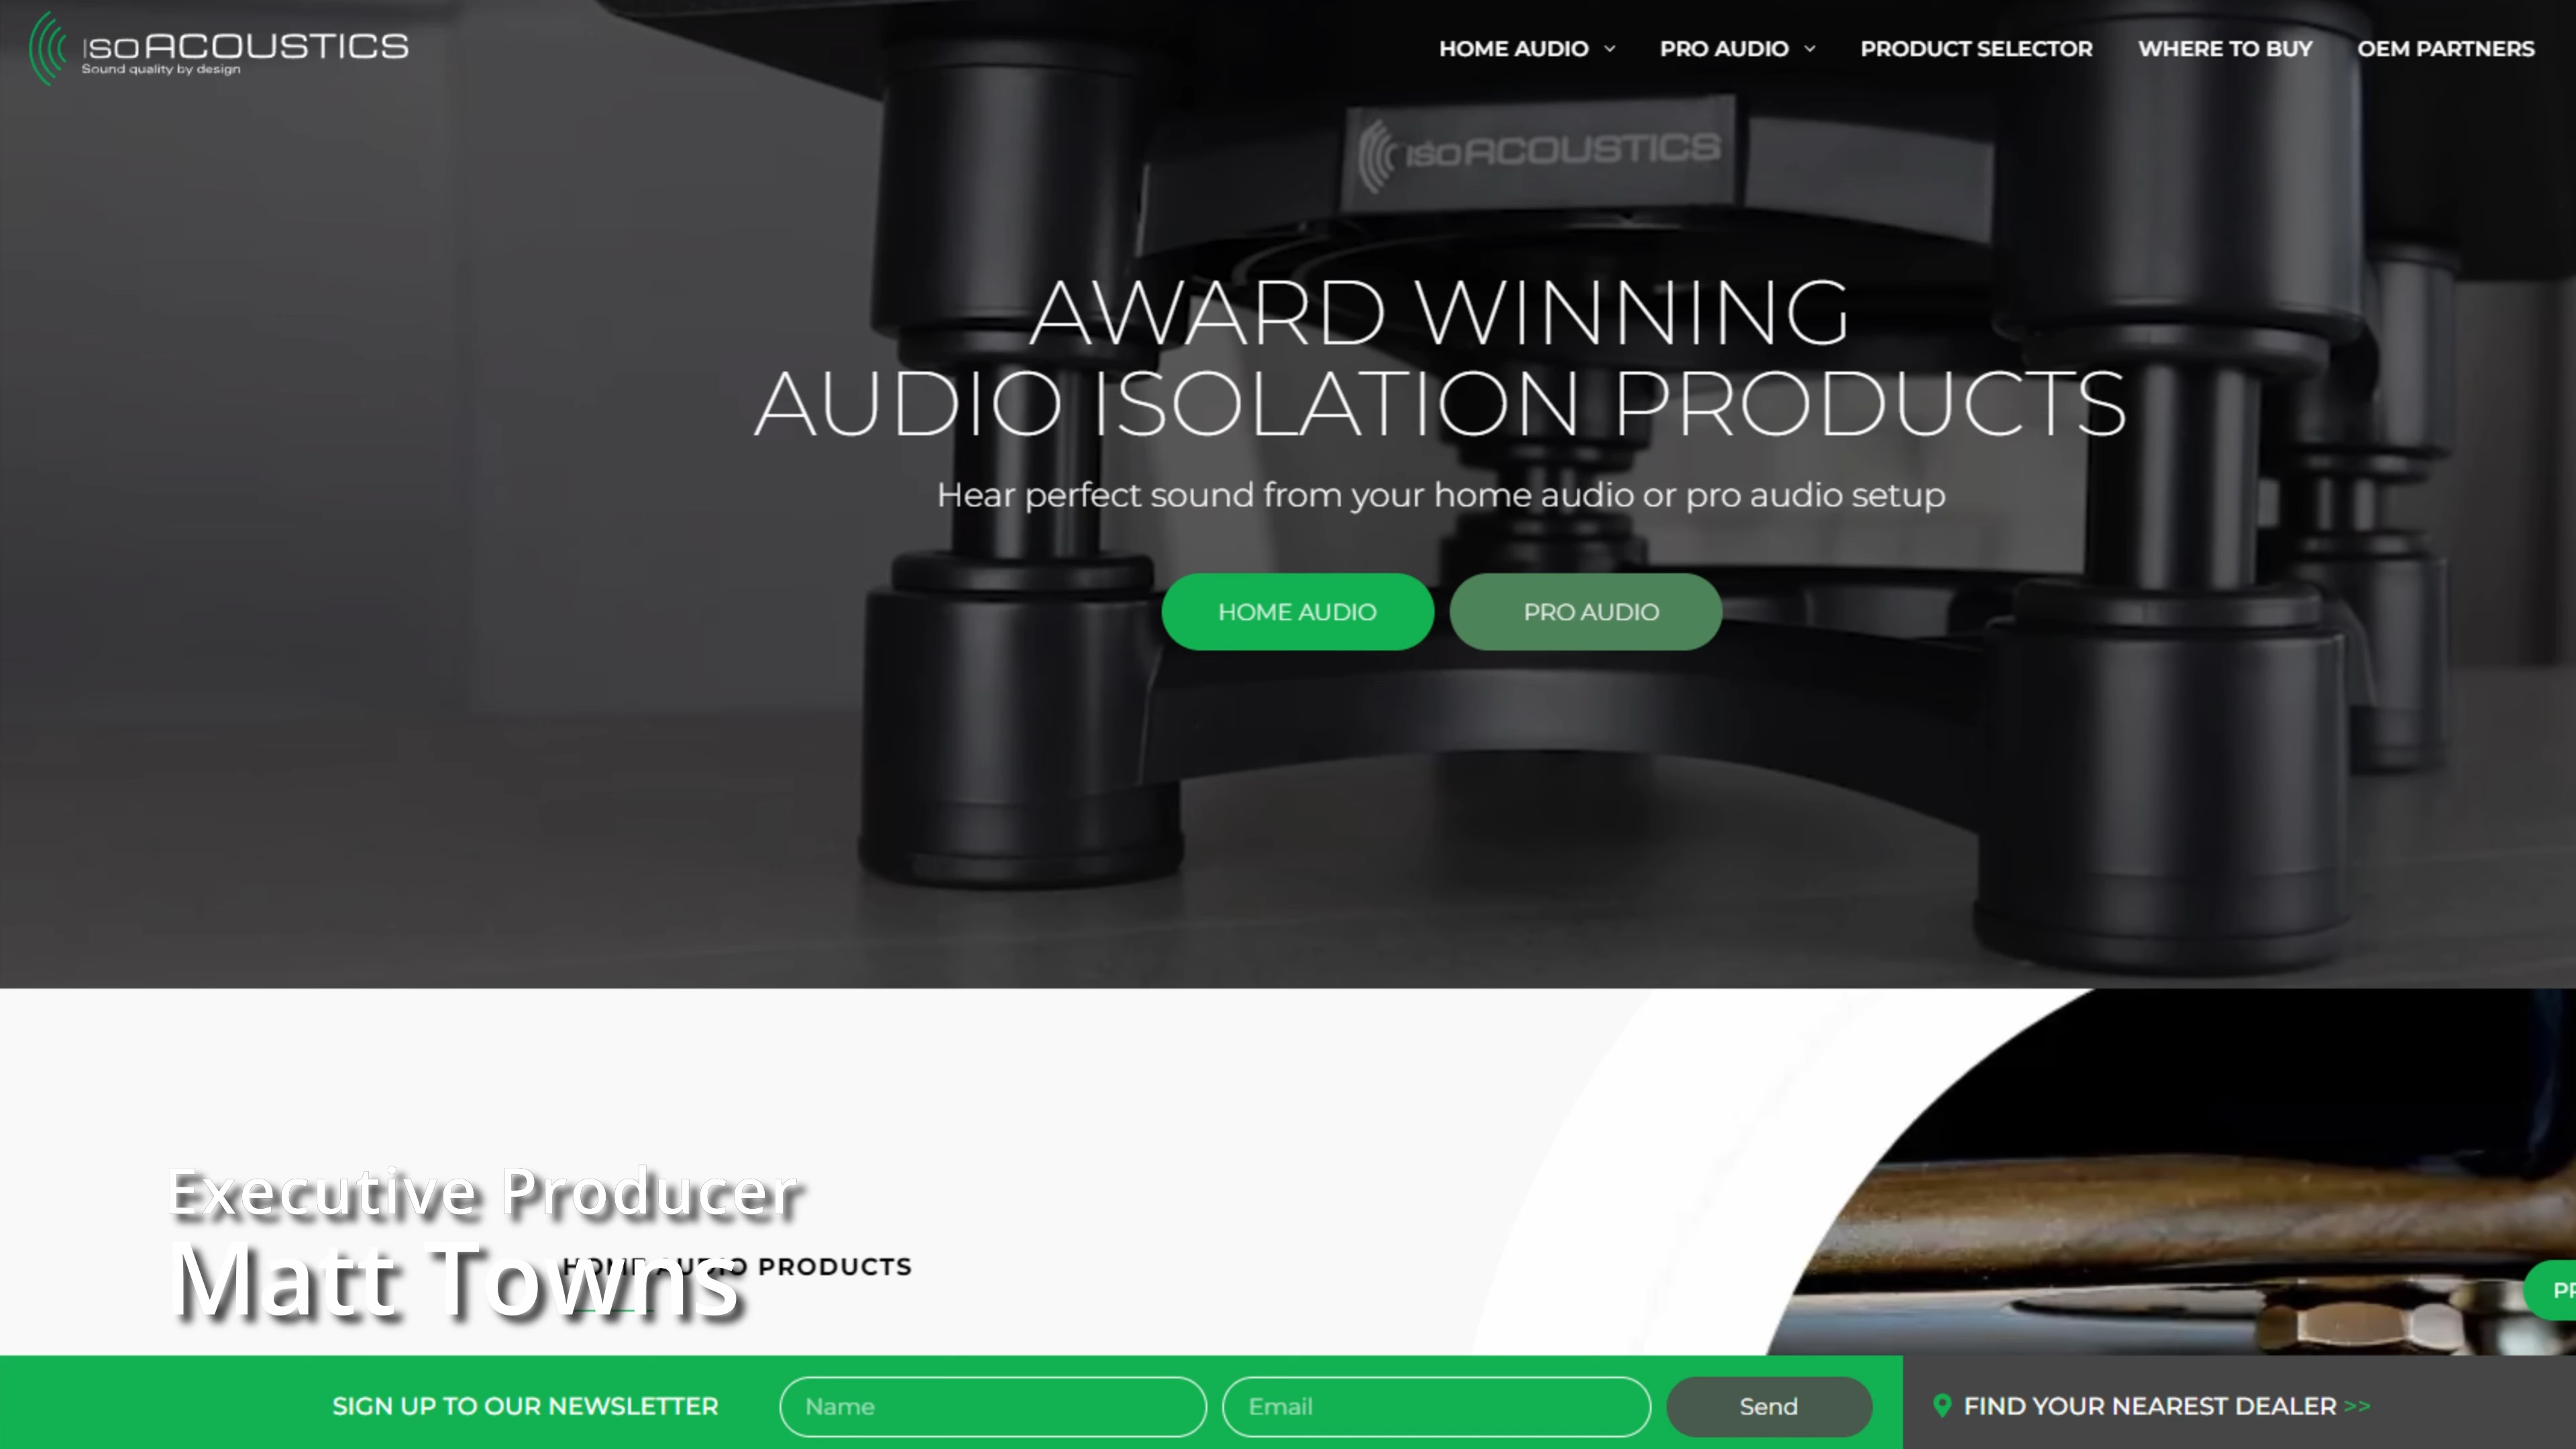 isoACOUSTICS
Sound quality by design
HOME AUDIO
PRO AUDIO
PRODUCT SELECTOR
WHERE TO BUY
OEM PARTNERS
isoACOUSTICS
AWARD WINNING
AUDIO ISOLATION PRODUCTS
Hear perfect sound from your home audio or pro audio setup
HOME AUDIO
PRO AUDIO
Executive Producer
Matt Towns
HOME AUDIO PRODUCTS
SIGN UP TO OUR NEWSLETTER
Name
Email
Send
FIND YOUR NEAREST DEALER >>